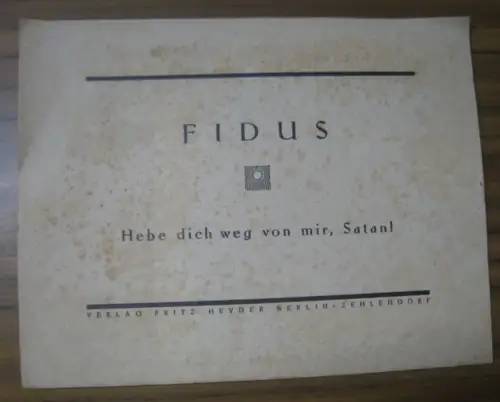 FIDUS
Hebe dich weg von mir, Satan!
VERLAG FRITZ HEYDER BERLIN-ZEHLENDORF